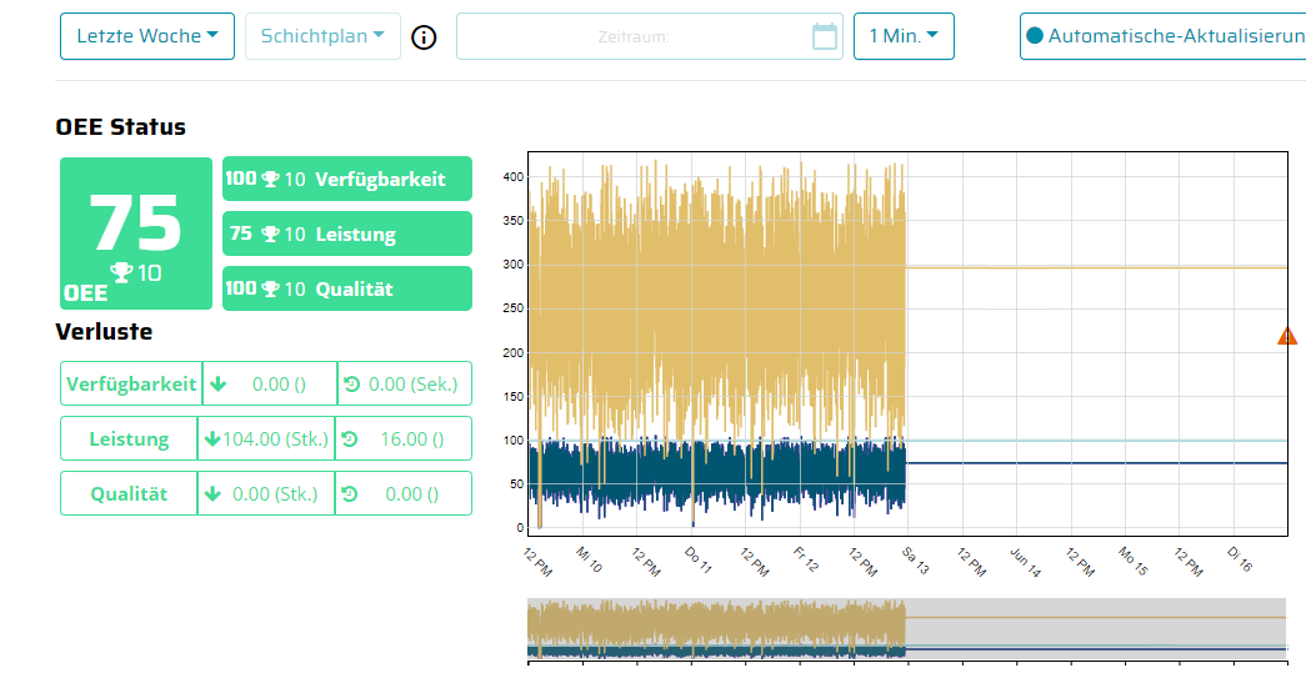 Letzte Woche Schichtplan Zeitraum: 1 Min. Automatische-Aktualisierun
OEE Status
75
10
OEE
100 10 Verfügbarkeit
75 10 Leistung
100 10 Qualität
Verluste
Verfügbarkeit 0.00 () 0.00 (Sek.)
Leistung 104.00 (Stk.) 16.00 ()
Qualität 0.00 (Stk.) 0.00 ()
400
350
300
250
200
150
100
50
0
12 PM Mi 10 12 PM Do 11 12 PM Fr 12 12 PM Sa 13 12 PM Jun 14 12 PM Mo 15 12 PM Di 16